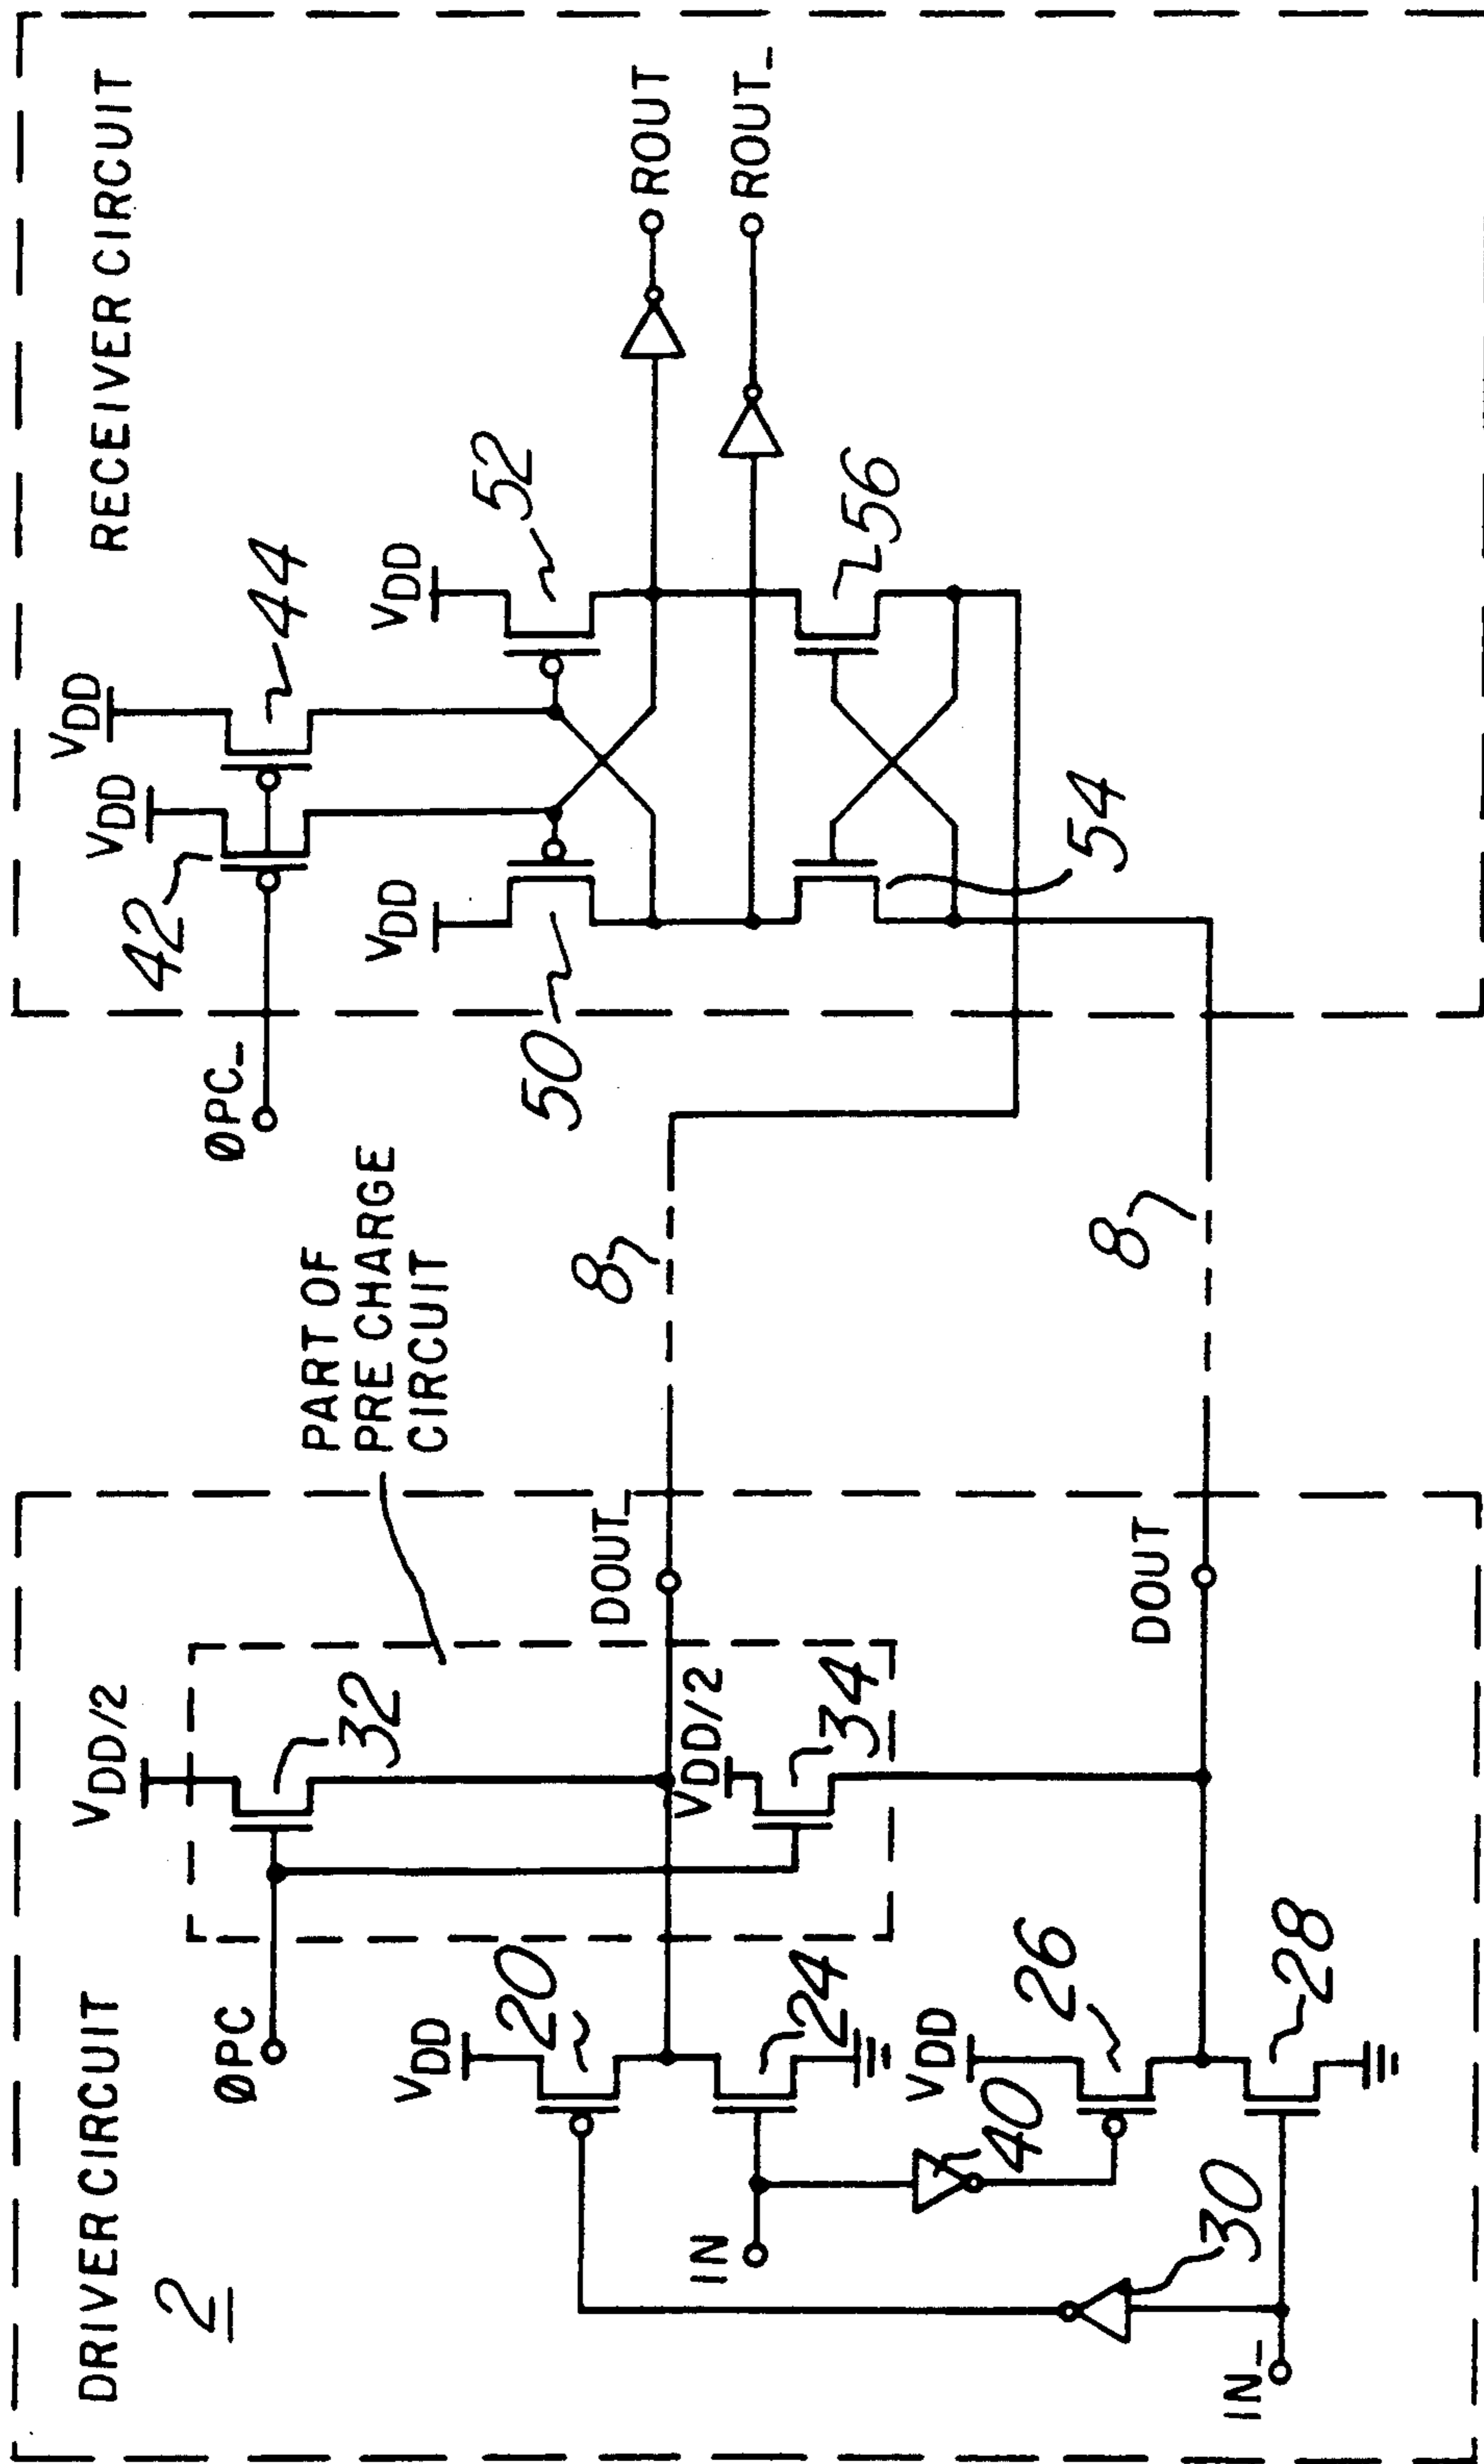 DRIVER CIRCUIT
2
ØPC
VDD/2
32
PART OF
PRE CHARGE
CIRCUIT
VDD
20
DOUT_
8
IN
24
VDD/2
34
40
VDD
26
DOUT
8
30
28
IN_
RECEIVER CIRCUIT
ØPC_
42
VDD
VDD
44
VDD
50
VDD
52
ROUT
ROUT_
54
56